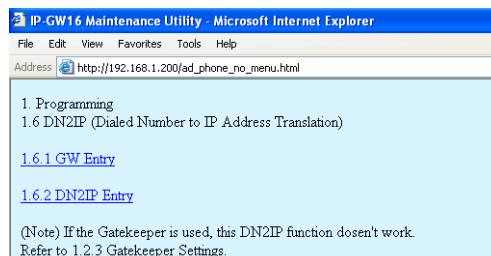 IP-GW16 Maintenance Utility - Microsoft Internet Explorer
File Edit View Favorites Tools Help
Address http://192.168.1.200/ad_phone_no_menu.html
1. Programming
1.6 DN2IP (Dialed Number to IP Address Translation)
1.6.1 GW Entry
1.6.2 DN2IP Entry
(Note) If the Gatekeeper is used, this DN2IP function dosen't work.
Refer to 1.2.3 Gatekeeper Settings.